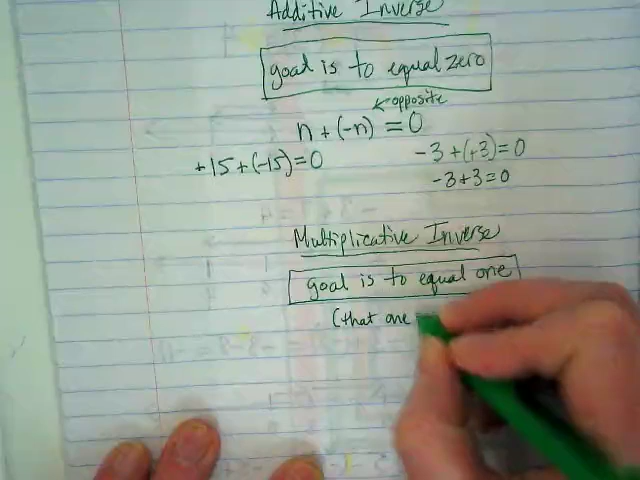 Additive Inverse
goal is to equal zero
opposite
n + (-n) = 0
+15 + (-15) = 0
-3 + (+3) = 0
-3 + 3 = 0
Multiplicative Inverse
goal is to equal one
(that one